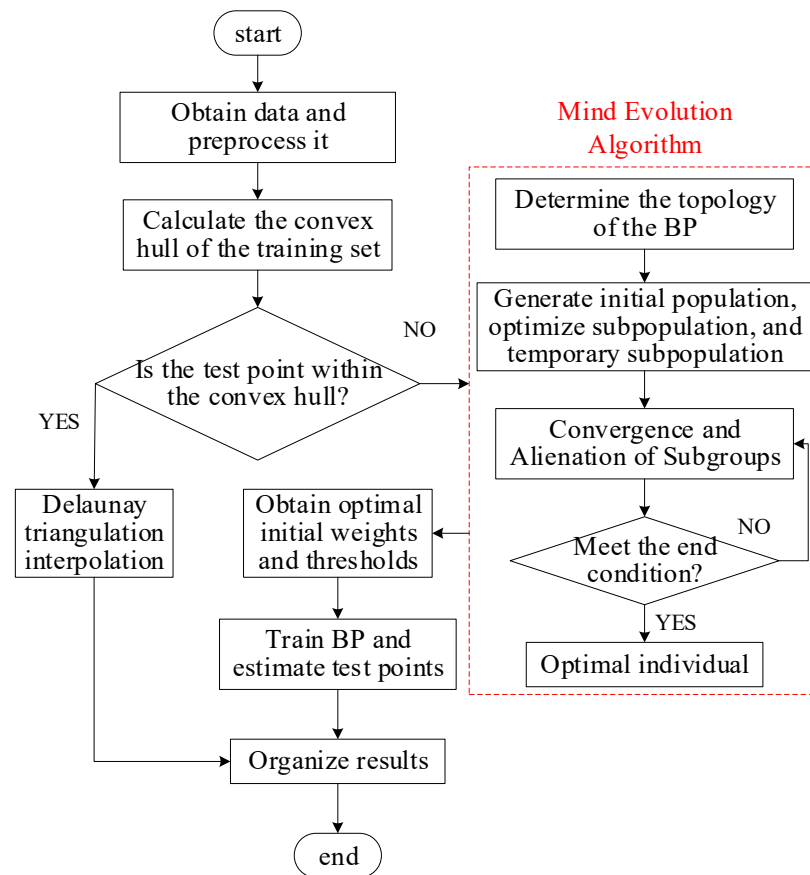 start
Obtain data and
preprocess it
Calculate the convex
hull of the training set
Is the test point within
the convex hull?
YES
NO
Delaunay
triangulation
interpolation
Mind Evolution
Algorithm
Determine the topology
of the BP
Generate initial population,
optimize subpopulation, and
temporary subpopulation
Convergence and
Alienation of Subgroups
Meet the end
condition?
NO
YES
Optimal individual
Obtain optimal
initial weights
and thresholds
Train BP and
estimate test points
Organize results
end